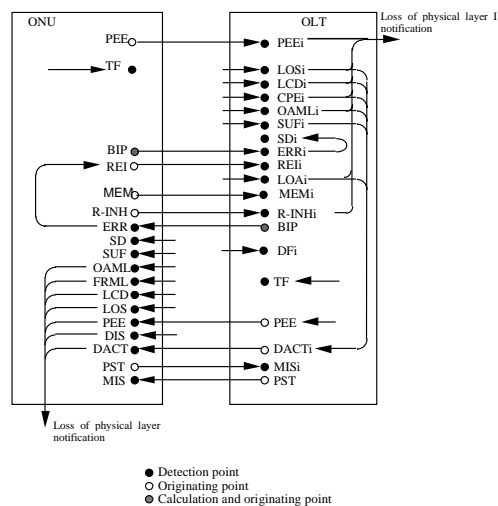 ONU
OLT
Loss of physical layer I
notification
PEE
PEEi
TF
LOSi
LCDi
CPEi
OAMLi
SUFi
SDi
BIP
ERRi
REI
REIi
LOAi
MEM
MEMi
R-INH
R-INHi
ERR
BIP
SD
SUF
DFi
OAML
FRML
TF
LCD
LOS
PEE
PEE
DIS
DACT
DACTi
PST
MISi
MIS
PST
Loss of physical layer
notification
Detection point
Originating point
Calculation and originating point